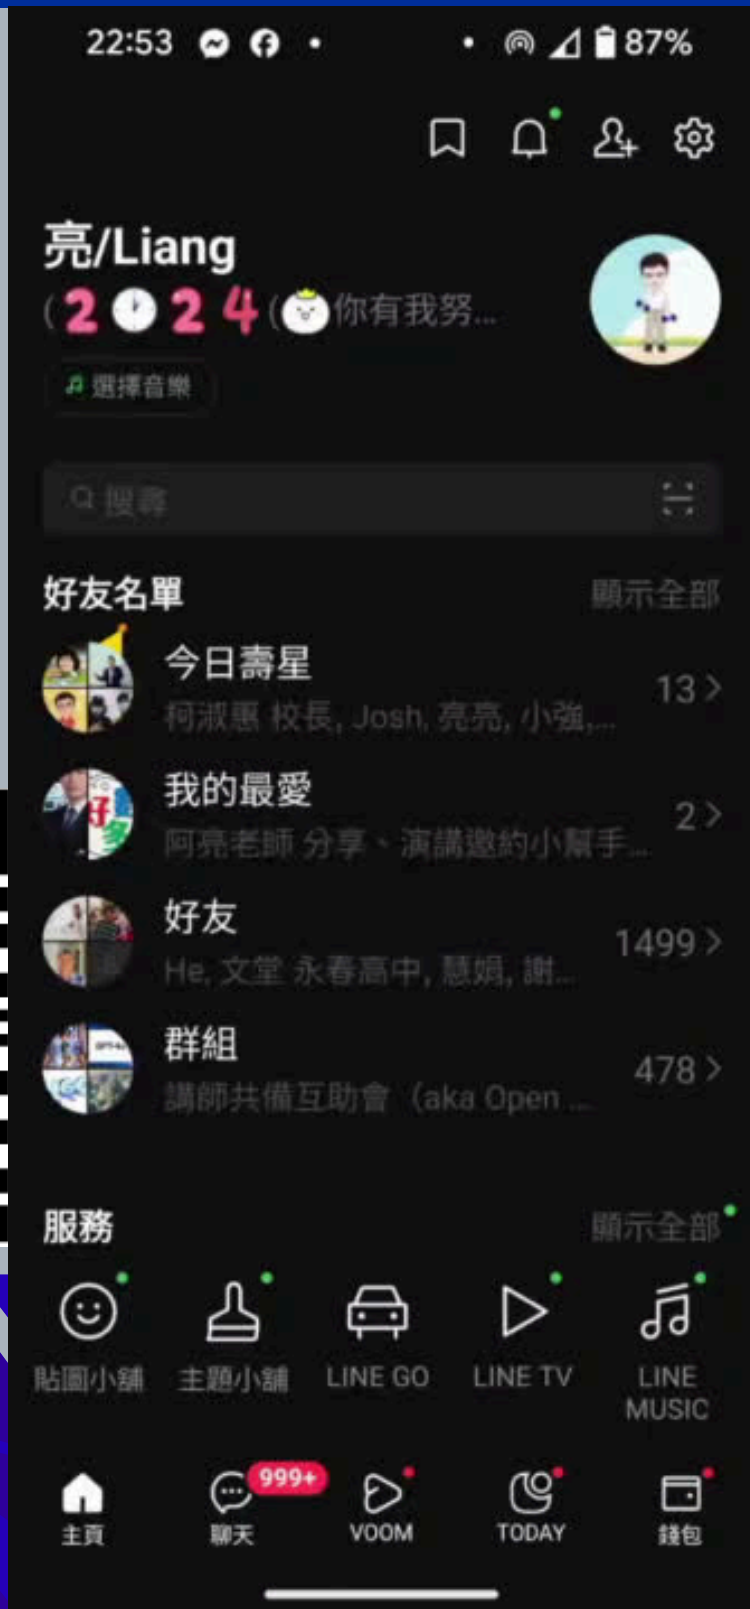 22:53
87%
亮/Liang
(2 24(你有我努...
選擇音樂
搜尋
好友名單
顯示全部
今日壽星
13
柯淑惠 校長, Josh, 亮亮, 小強,...
我的最愛
2
阿亮老師 分享、演講邀約小幫手...
好友
1499
He, 文堂 永春高中, 慧娟, 謝...
群組
478
講師共備互助會（aka Open ...
服務
顯示全部
貼圖小舖
主題小舖
LINE GO
LINE TV
LINE
MUSIC
999+
主頁
聊天
VOOM
TODAY
錢包